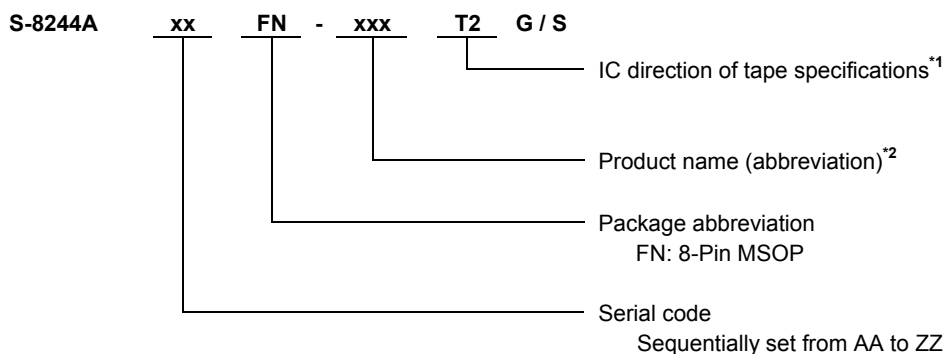 S-8244A xx FN - xxx T2 G / S
IC direction of tape specifications*1
Product name (abbreviation)*2
Package abbreviation
FN: 8-Pin MSOP
Serial code
Sequentially set from AA to ZZ